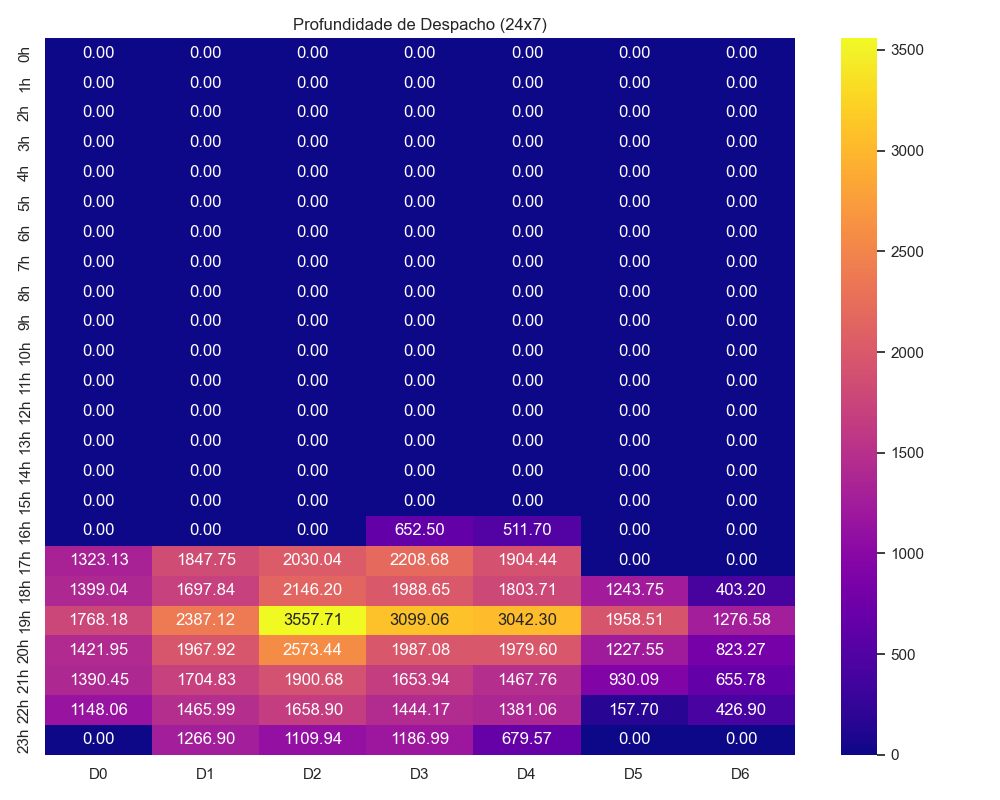 Profundidade de Despacho (24x7)
0h 0.00 0.00 0.00 0.00 0.00 0.00 0.00
1h 0.00 0.00 0.00 0.00 0.00 0.00 0.00
2h 0.00 0.00 0.00 0.00 0.00 0.00 0.00
3h 0.00 0.00 0.00 0.00 0.00 0.00 0.00
4h 0.00 0.00 0.00 0.00 0.00 0.00 0.00
5h 0.00 0.00 0.00 0.00 0.00 0.00 0.00
6h 0.00 0.00 0.00 0.00 0.00 0.00 0.00
7h 0.00 0.00 0.00 0.00 0.00 0.00 0.00
8h 0.00 0.00 0.00 0.00 0.00 0.00 0.00
9h 0.00 0.00 0.00 0.00 0.00 0.00 0.00
10h 0.00 0.00 0.00 0.00 0.00 0.00 0.00
11h 0.00 0.00 0.00 0.00 0.00 0.00 0.00
12h 0.00 0.00 0.00 0.00 0.00 0.00 0.00
13h 0.00 0.00 0.00 0.00 0.00 0.00 0.00
14h 0.00 0.00 0.00 0.00 0.00 0.00 0.00
15h 0.00 0.00 0.00 0.00 0.00 0.00 0.00
16h 0.00 0.00 0.00 652.50 511.70 0.00 0.00
17h 1323.13 1847.75 2030.04 2208.68 1904.44 0.00 0.00
18h 1399.04 1697.84 2146.20 1988.65 1803.71 1243.75 403.20
19h 1768.18 2387.12 3557.71 3099.06 3042.30 1958.51 1276.58
20h 1421.95 1967.92 2573.44 1987.08 1979.60 1227.55 823.27
21h 1390.45 1704.83 1900.68 1653.94 1467.76 930.09 655.78
22h 1148.06 1465.99 1658.90 1444.17 1381.06 157.70 426.90
23h 0.00 1266.90 1109.94 1186.99 679.57 0.00 0.00
D0 D1 D2 D3 D4 D5 D6
3500
3000
2500
2000
1500
1000
500
0